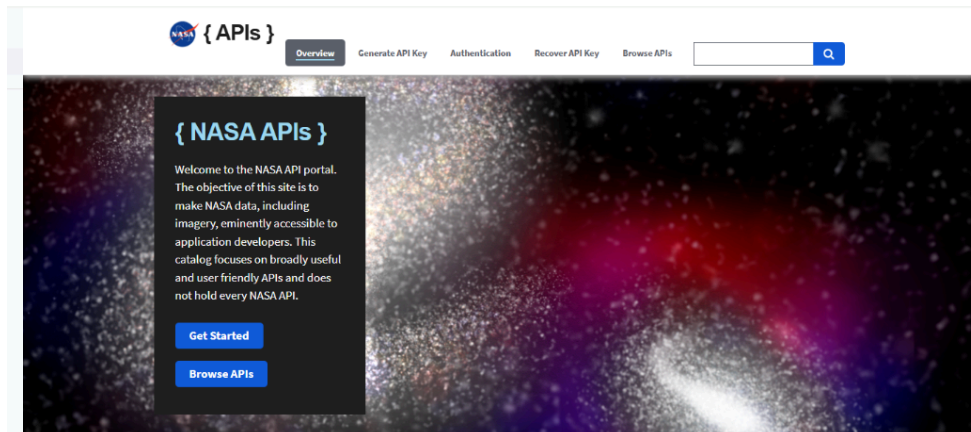 NASA { APIs }
Overview Generate API Key Authentication Recover API Key Browse APIs
{ NASA APIs }
Welcome to the NASA API portal.
The objective of this site is to
make NASA data, including
imagery, eminently accessible to
application developers. This
catalog focuses on broadly useful
and user friendly APIs and does
not hold every NASA API.
Get Started
Browse APIs